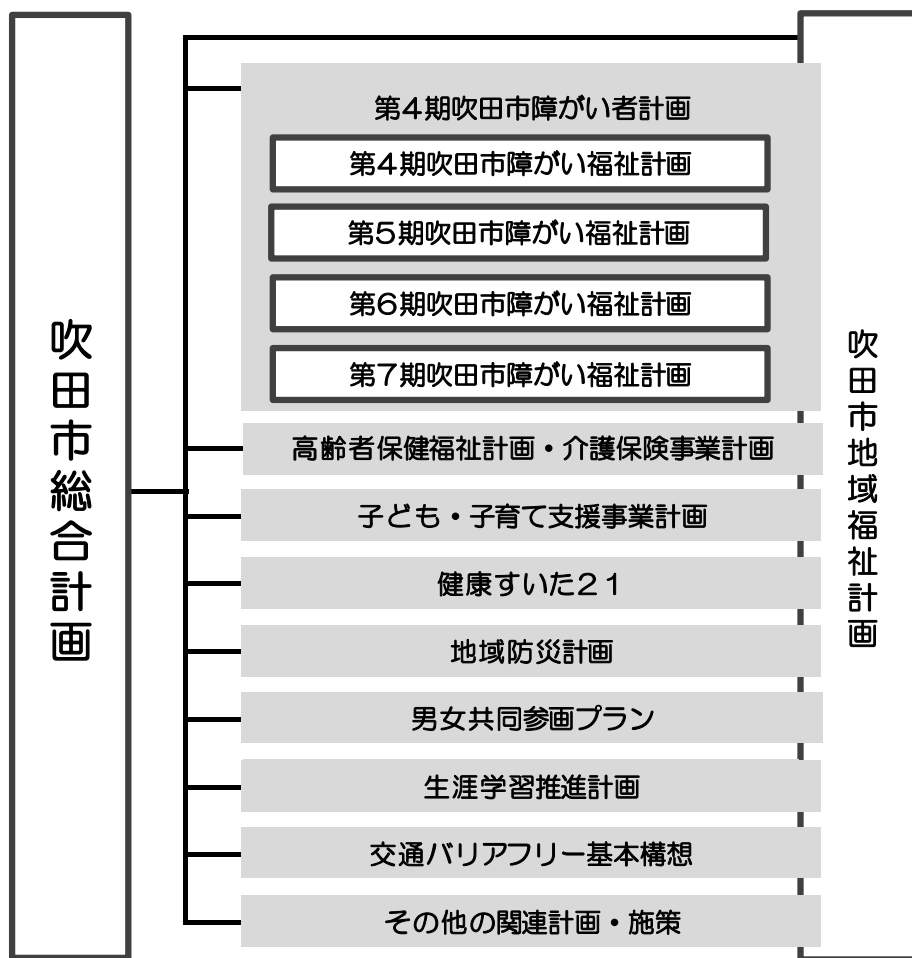 吹田市総合計画
第4期吹田市障がい者計画
第4期吹田市障がい福祉計画
第5期吹田市障がい福祉計画
第6期吹田市障がい福祉計画
第7期吹田市障がい福祉計画
高齢者保健福祉計画・介護保険事業計画
子ども・子育て支援事業計画
健康すいた21
地域防災計画
男女共同参画プラン
生涯学習推進計画
交通バリアフリー基本構想
その他の関連計画・施策
吹田市地域福祉計画